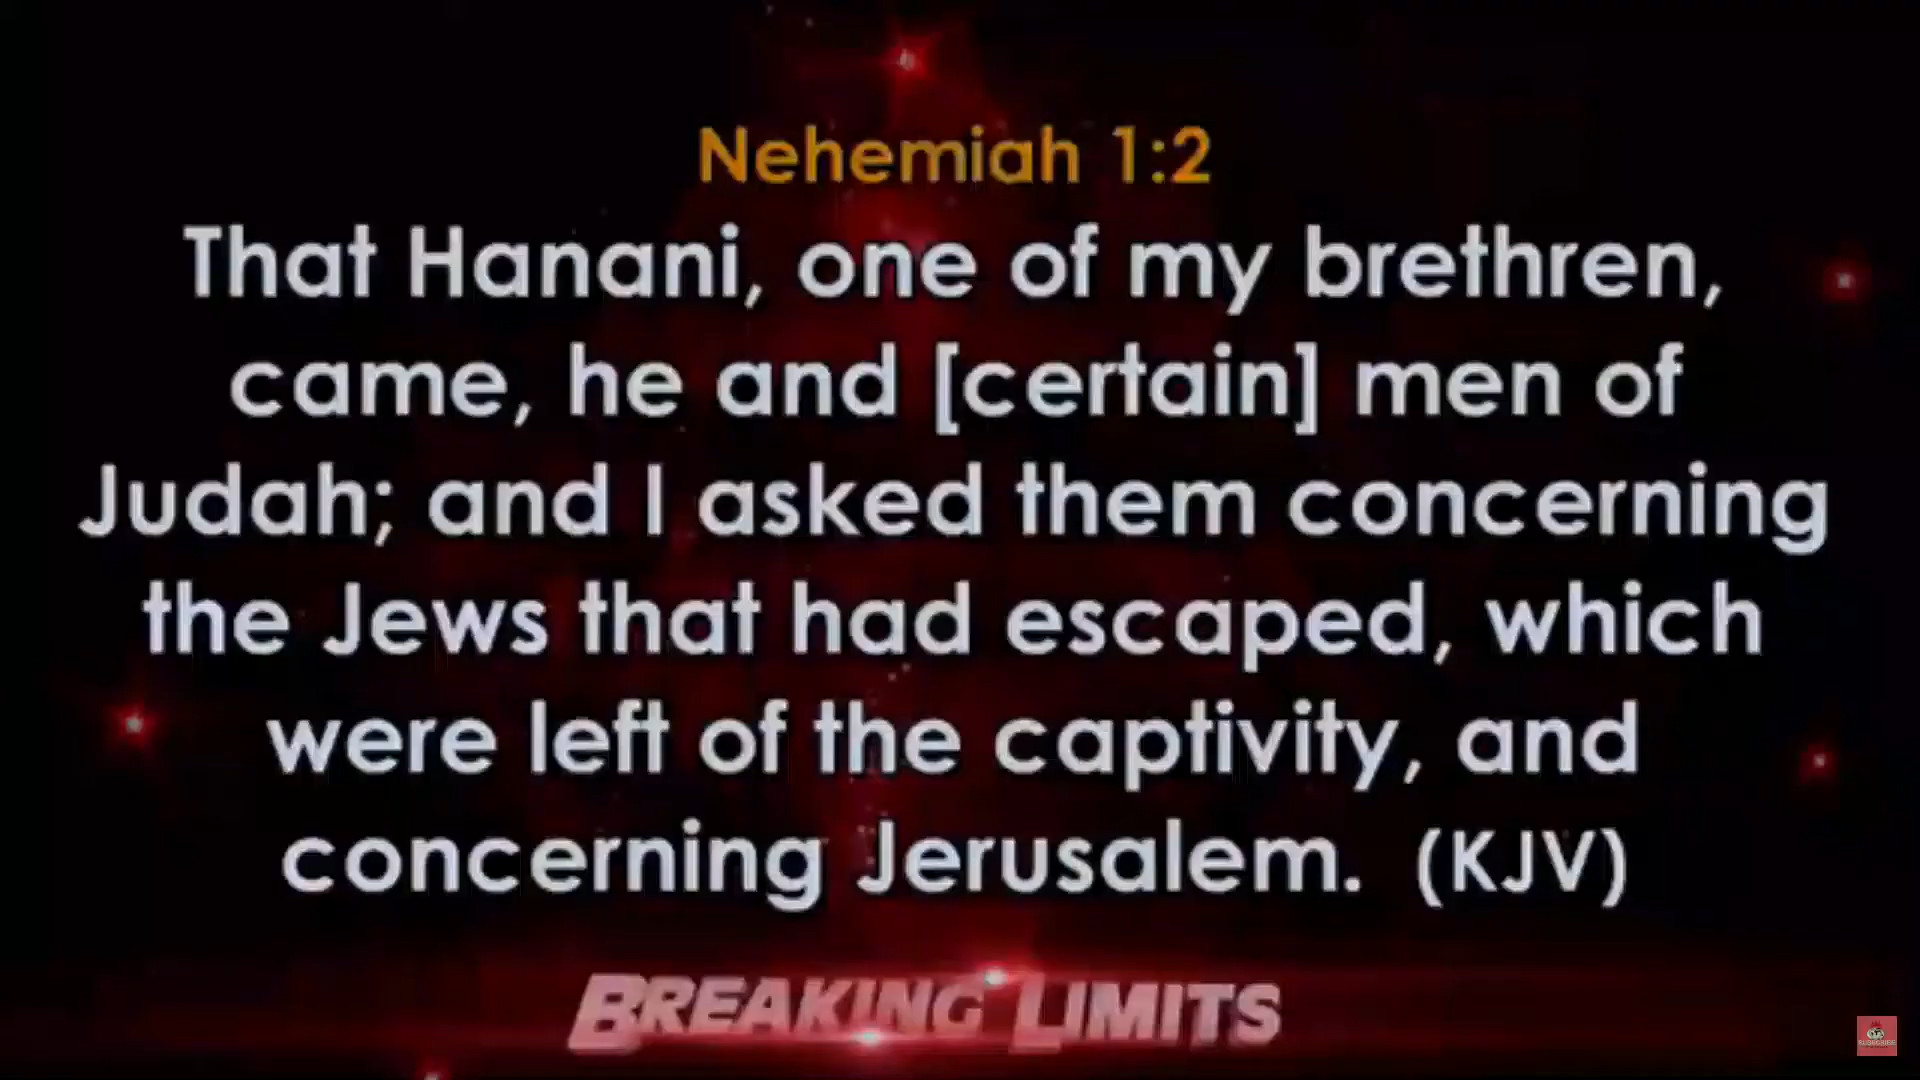 Nehemiah 1:2
That Hanani, one of my brethren,
came, he and [certain] men of
Judah; and I asked them concerning
the Jews that had escaped, which
were left of the captivity, and
concerning Jerusalem. (KJV)
BREAKING LIMITS